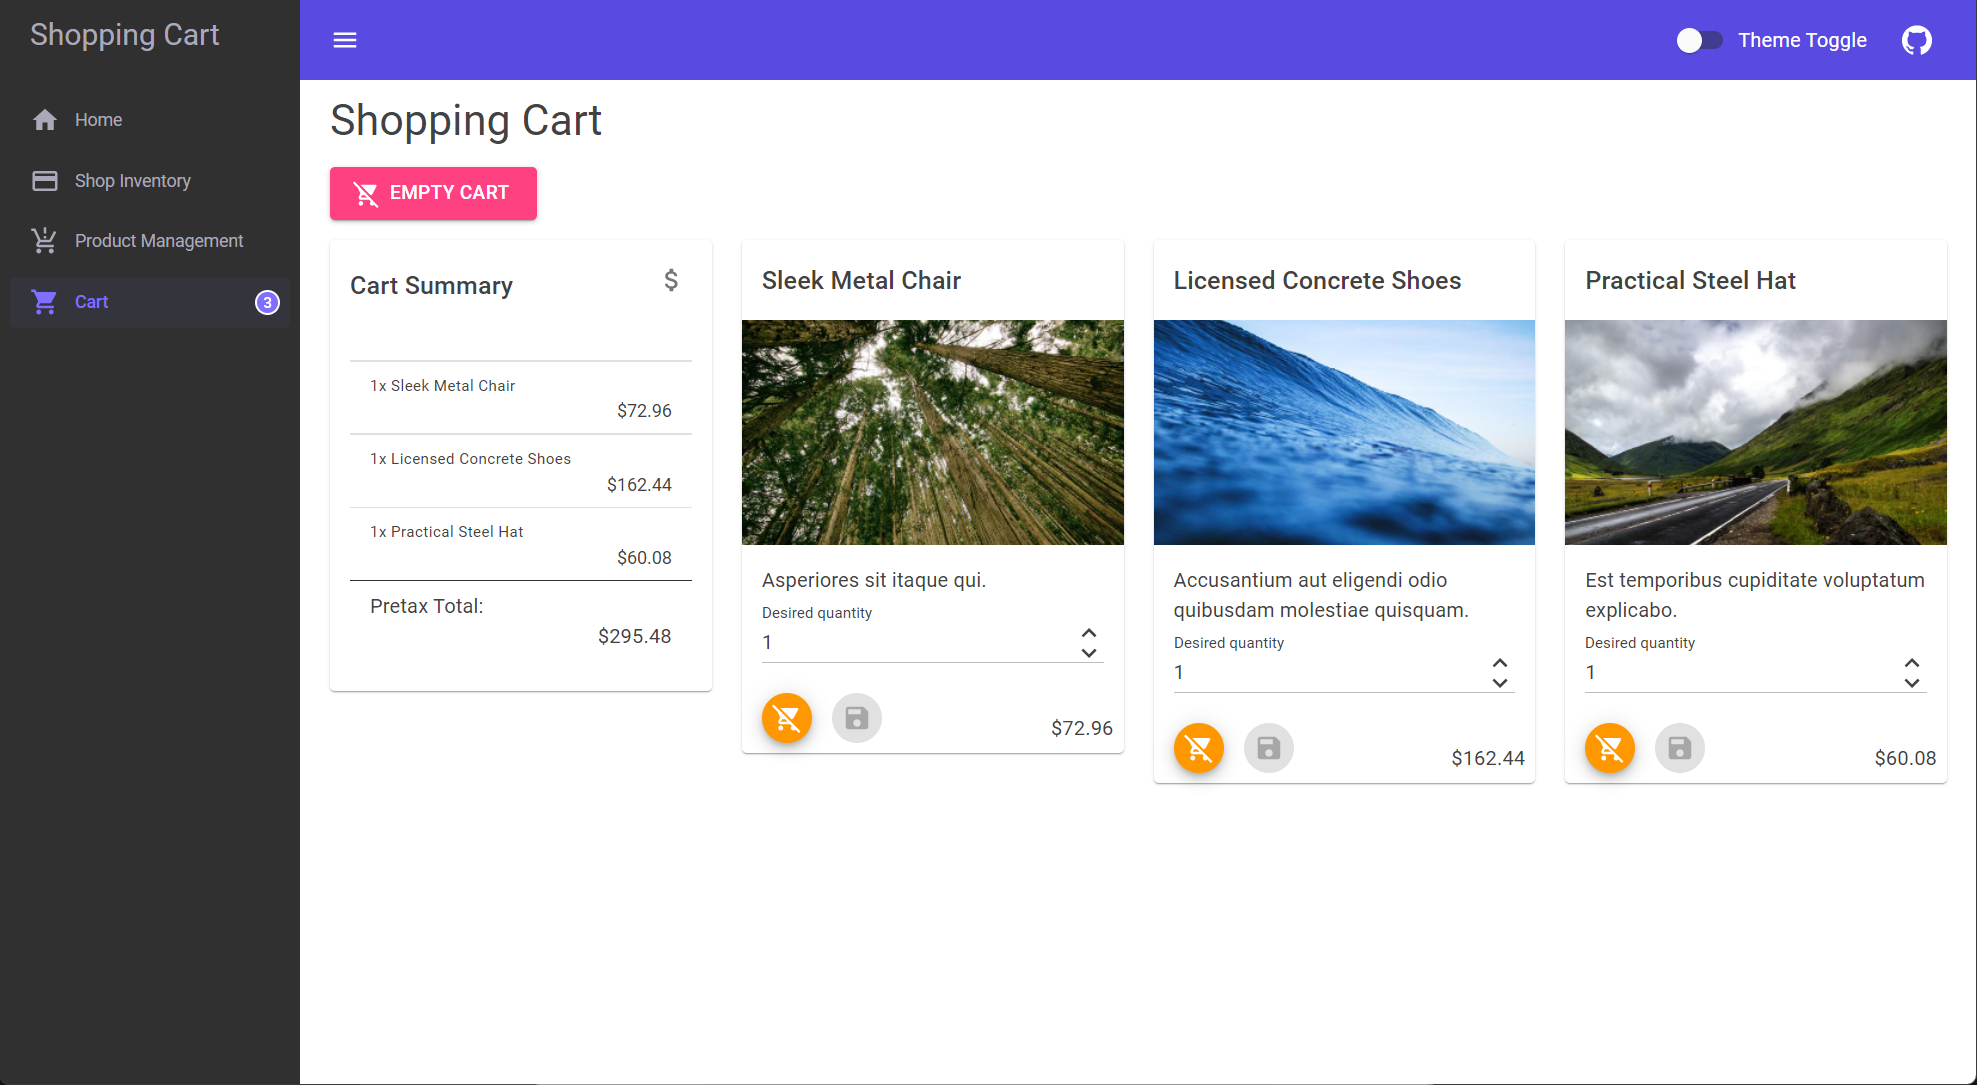 Shopping Cart
Theme Toggle
Home
Shop Inventory
Product Management
Cart
3
Shopping Cart
EMPTY CART
Cart Summary
$
1x Sleek Metal Chair
$72.96
1x Licensed Concrete Shoes
$162.44
1x Practical Steel Hat
$60.08
Pretax Total:
$295.48
Sleek Metal Chair
Asperiores sit itaque qui.
Desired quantity
1
$72.96
Licensed Concrete Shoes
Accusantium aut eligendi odio
quibusdam molestiae quisquam.
Desired quantity
1
$162.44
Practical Steel Hat
Est temporibus cupiditate voluptatum
explicabo.
Desired quantity
1
$60.08